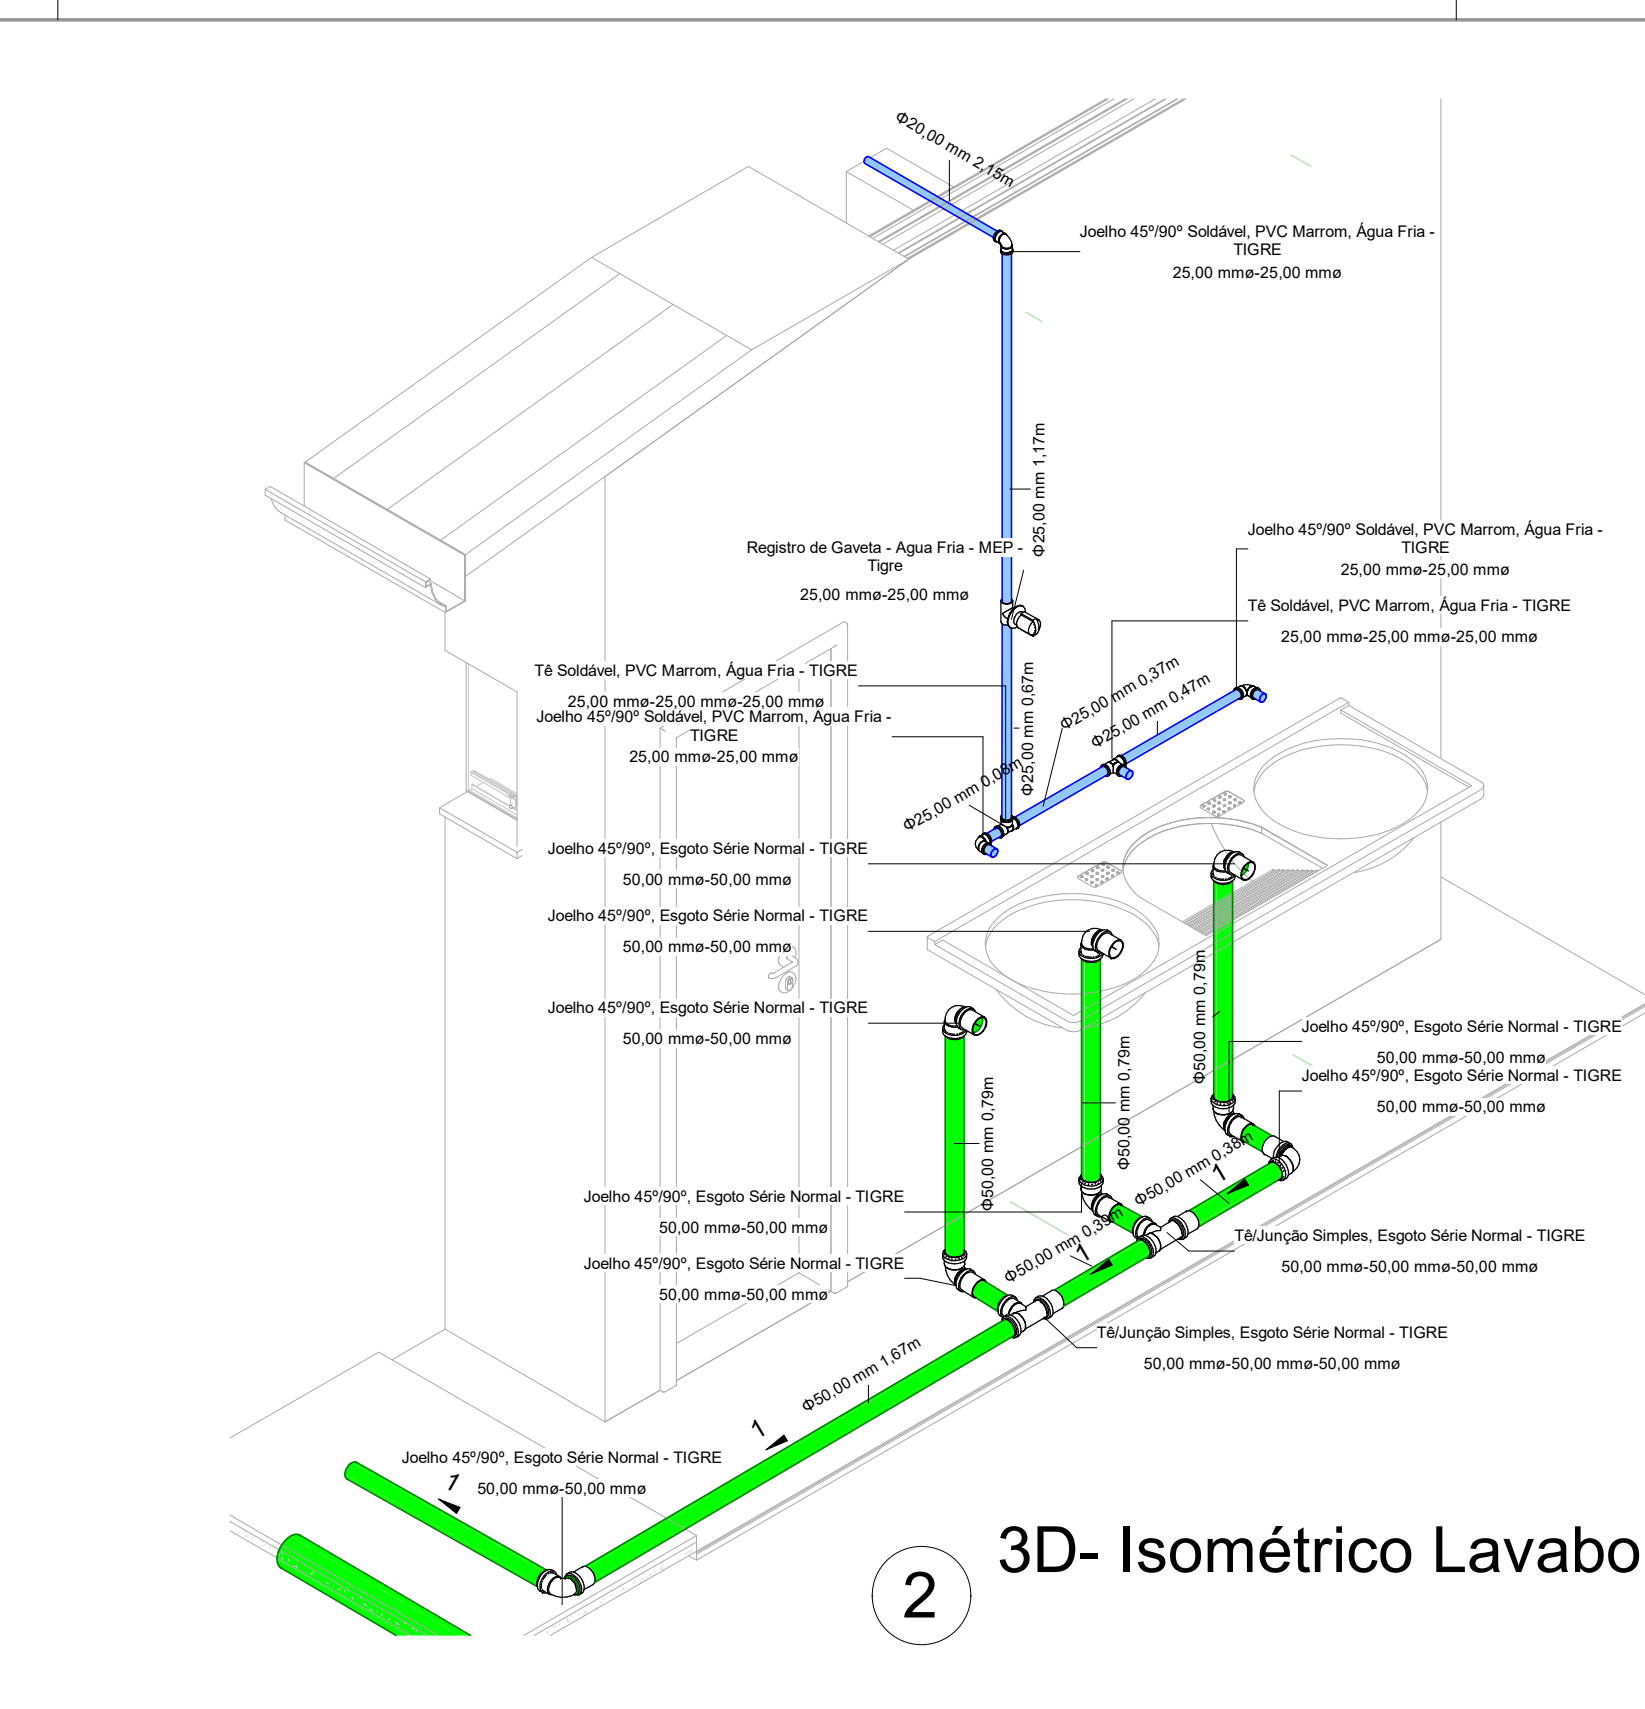 Φ20,00 mm 2,15m
Joelho 45º/90º Soldável, PVC Marrom, Água Fria -
TIGRE
25,00 mmø-25,00 mmø
Φ25,00 mm 1,17m
Registro de Gaveta - Agua Fria - MEP -
Tigre
25,00 mmø-25,00 mmø
Joelho 45º/90º Soldável, PVC Marrom, Água Fria -
TIGRE
25,00 mmø-25,00 mmø
Tê Soldável, PVC Marrom, Água Fria - TIGRE
25,00 mmø-25,00 mmø-25,00 mmø
Tê Soldável, PVC Marrom, Água Fria - TIGRE
25,00 mmø-25,00 mmø-25,00 mmø
Joelho 45º/90º Soldável, PVC Marrom, Agua Fria -
TIGRE
25,00 mmø-25,00 mmø
Φ25,00 mm 0,67m
Φ25,00 mm 0,37m
Φ25,00 mm 0,47m
Φ25,00 mm 0,08m
Joelho 45º/90º, Esgoto Série Normal - TIGRE
50,00 mmø-50,00 mmø
Joelho 45º/90º, Esgoto Série Normal - TIGRE
50,00 mmø-50,00 mmø
Joelho 45º/90º, Esgoto Série Normal - TIGRE
50,00 mmø-50,00 mmø
Φ50,00 mm 0,79m
Φ50,00 mm 0,79m
Φ50,00 mm 0,79m
Joelho 45º/90º, Esgoto Série Normal - TIGRE
50,00 mmø-50,00 mmø
Joelho 45º/90º, Esgoto Série Normal - TIGRE
50,00 mmø-50,00 mmø
Φ50,00 mm 0,38m
1
Joelho 45º/90º, Esgoto Série Normal - TIGRE
50,00 mmø-50,00 mmø
Φ50,00 mm 0,39m
1
Tê/Junção Simples, Esgoto Série Normal - TIGRE
50,00 mmø-50,00 mmø-50,00 mmø
Joelho 45º/90º, Esgoto Série Normal - TIGRE
50,00 mmø-50,00 mmø
Tê/Junção Simples, Esgoto Série Normal - TIGRE
50,00 mmø-50,00 mmø-50,00 mmø
Φ50,00 mm 1,67m
1
Joelho 45º/90º, Esgoto Série Normal - TIGRE
50,00 mmø-50,00 mmø
1
2
3D- Isométrico Lavabo